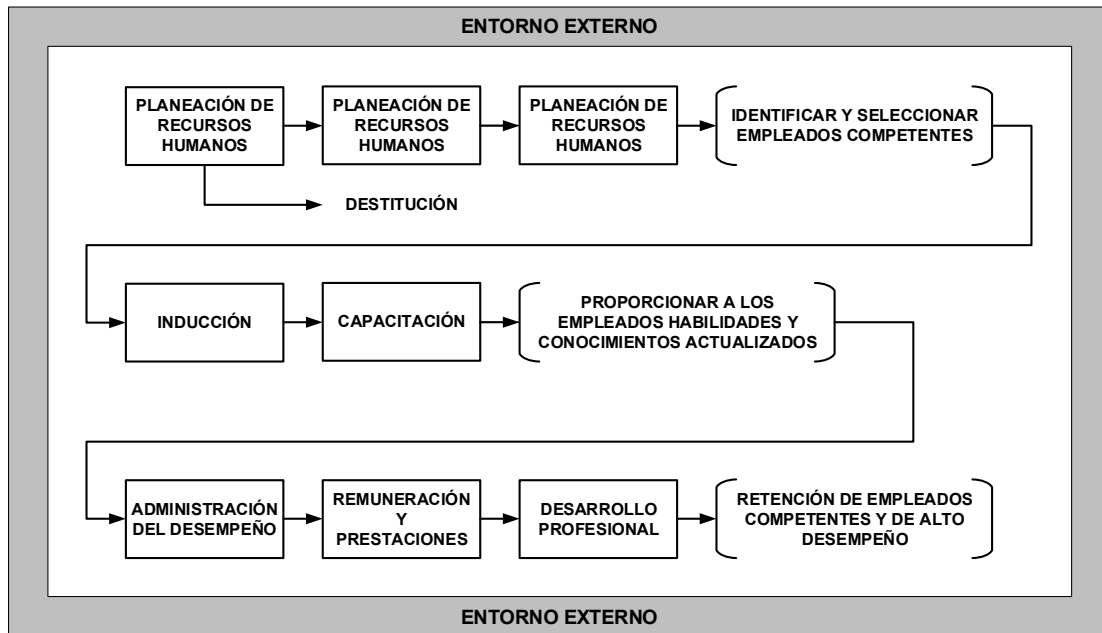 ENTORNO EXTERNO
PLANEACIÓN DE
RECURSOS
HUMANOS
PLANEACIÓN DE
RECURSOS
HUMANOS
PLANEACIÓN DE
RECURSOS
HUMANOS
IDENTIFICAR Y SELECCIONAR
EMPLEADOS COMPETENTES
DESTITUCIÓN
INDUCCIÓN
CAPACITACIÓN
PROPORCIONAR A LOS
EMPLEADOS HABILIDADES Y
CONOCIMIENTOS ACTUALIZADOS
ADMINISTRACIÓN
DEL DESEMPEÑO
REMUNERACIÓN
Y
PRESTACIONES
DESARROLLO
PROFESIONAL
RETENCIÓN DE EMPLEADOS
COMPETENTES Y DE ALTO
DESEMPEÑO
ENTORNO EXTERNO